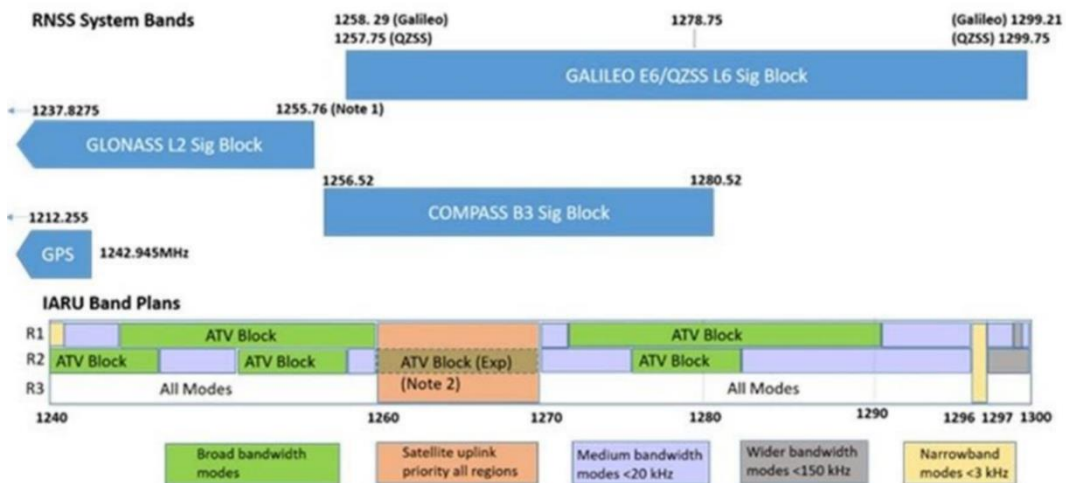 RNSS System Bands
1258. 29 (Galileo)
1257.75 (QZSS)
1278.75
(Galileo) 1299.21
(QZSS) 1299.75
GALILEO E6/QZSS L6 Sig Block
1237.8275
1255.76 (Note 1)
GLONASS L2 Sig Block
1256.52
1280.52
COMPASS B3 Sig Block
1212.255
GPS
1242.945MHz
IARU Band Plans
R1
ATV Block
ATV Block
R2
ATV Block
ATV Block
ATV Block (Exp)
ATV Block
R3
All Modes
(Note 2)
All Modes
1240
1260
1270
1280
1290
1296
1297
1300
Broad bandwidth
modes
Satellite uplink
priority all regions
Medium bandwidth
modes <20 kHz
Wider bandwidth
modes <150 kHz
Narrowband
modes <3 kHz